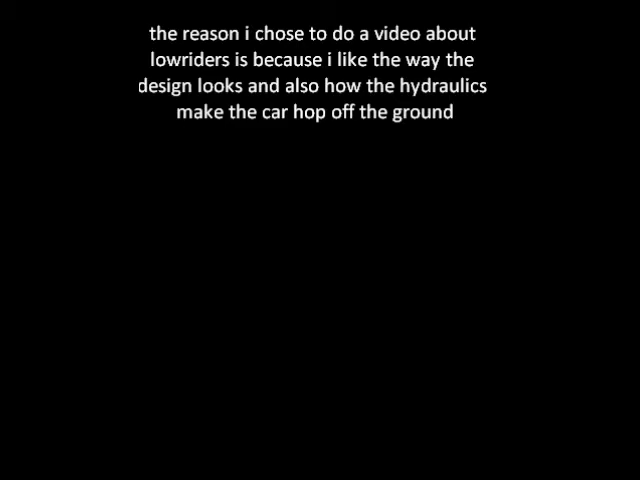 the reason i chose to do a video about
lowriders is because i like the way the
design looks and also how the hydraulics
make the car hop off the ground